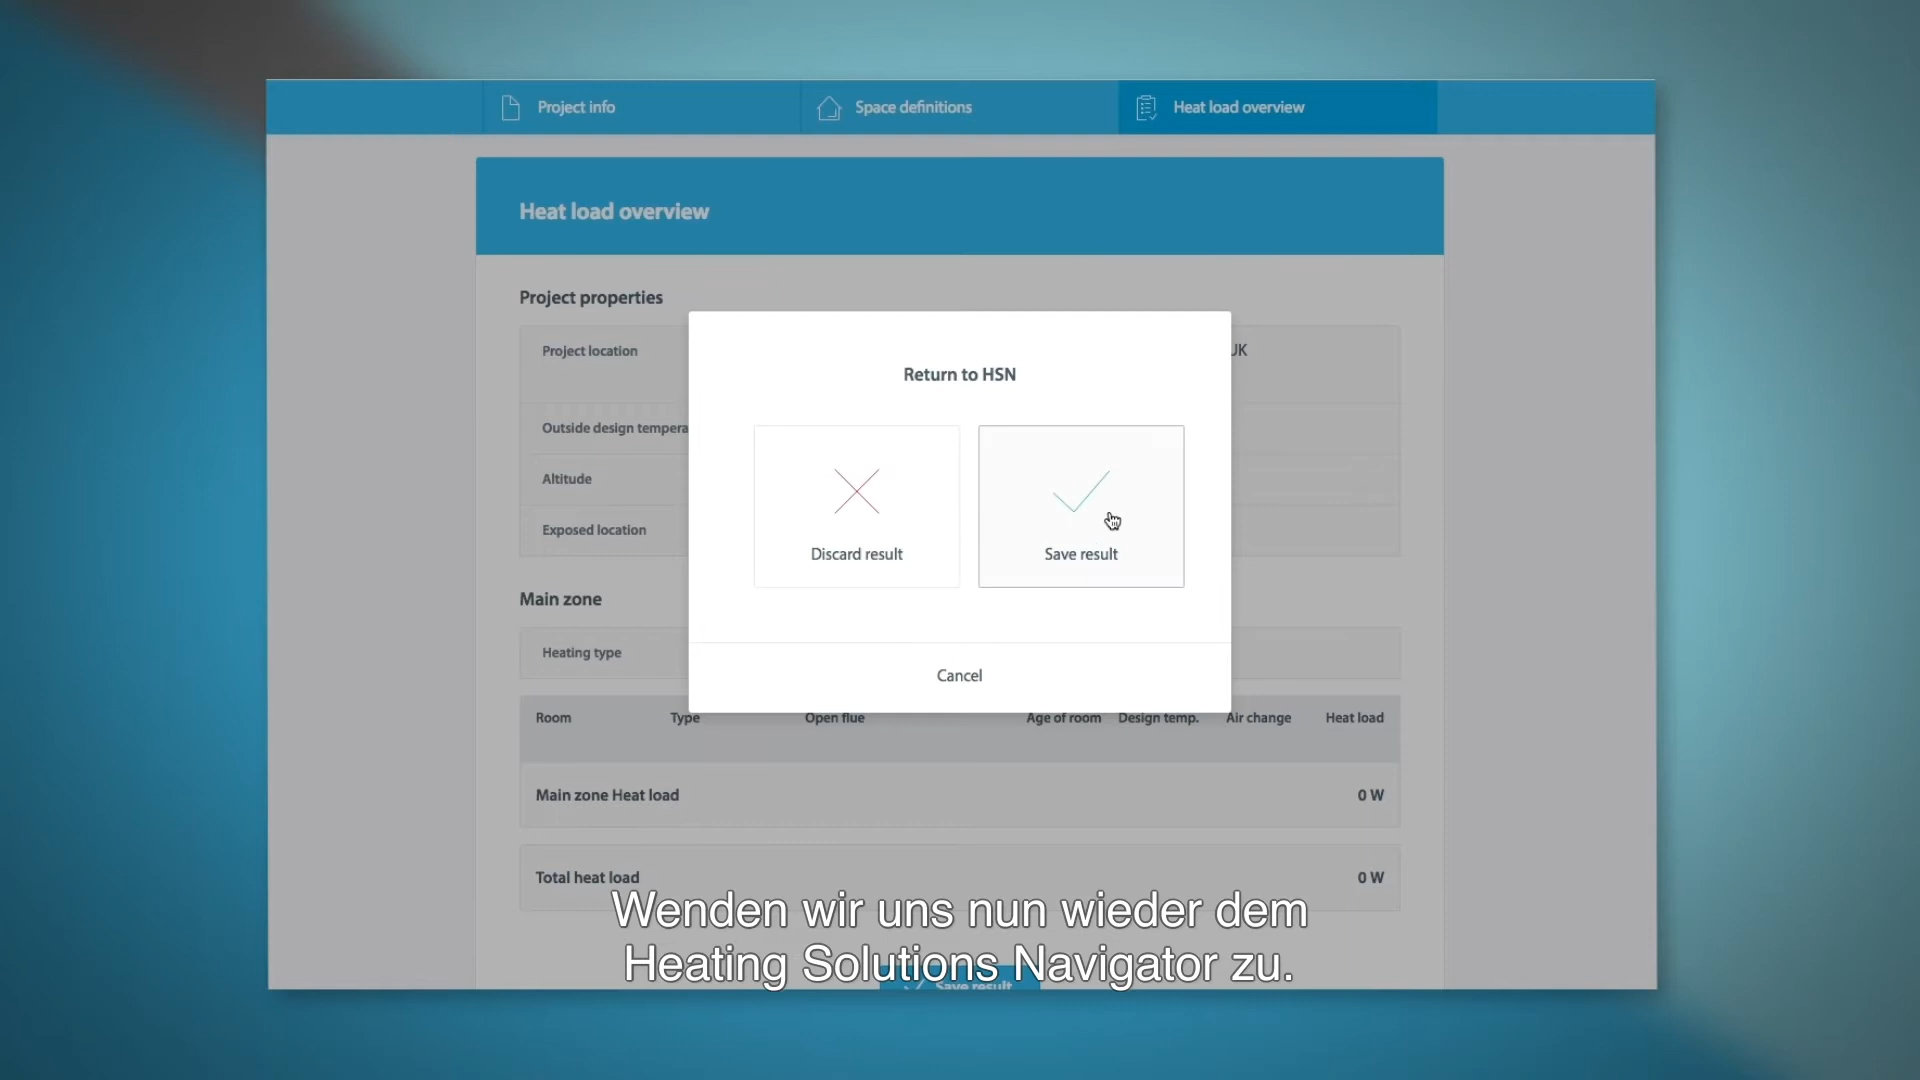 Project info
Space definitions
Heat load overview
Heat load overview
Project properties
Project location
UK
Outside design tempera
Altitude
Exposed location
Main zone
Heating type
Return to HSN
Discard result
Save result
Cancel
Room Type Open flue Age of room Design temp. Air change Heat load
Main zone Heat load 0 W
Total heat load 0 W
Wenden wir uns nun wieder dem
Heating Solutions Navigator zu.
Save result